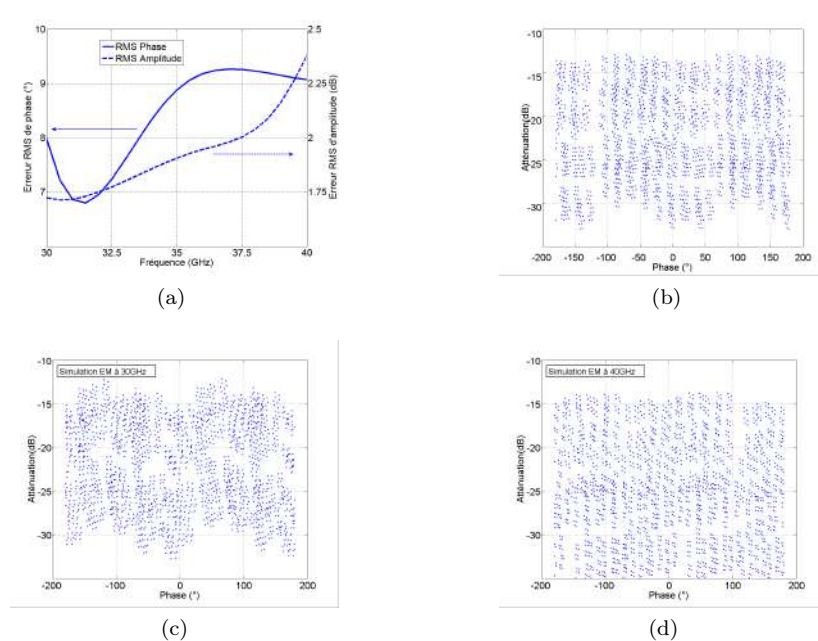 10
9
8
7
Erreur RMS de phase (°)
RMS Phase
RMS Amplitude
2.5
2.25
2
1.75
1.5
Erreur RMS d'amplitude (dB)
30 32.5 35 37.5 40
Fréquence (GHz)
(a)
-10
-15
-20
-25
-30
Atténuation(dB)
-200 -150 -100 -50 0 50 100 150 200
Phase (°)
(b)
-10
-15
-20
-25
-30
Atténuation(dB)
Simulation EM à 30GHz
-200 -100 0 100 200
Phase (°)
(c)
-10
-15
-20
-25
-30
Atténuation(dB)
Simulation EM à 40GHz
-200 -100 0 100 200
Phase (°)
(d)